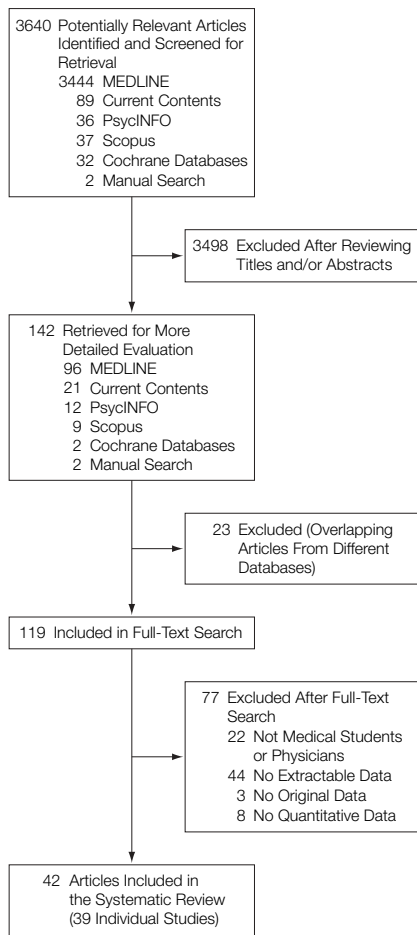 3640 Potentially Relevant Articles
Identified and Screened for
Retrieval
3444 MEDLINE
89 Current Contents
36 PsycINFO
37 Scopus
32 Cochrane Databases
2 Manual Search
3498 Excluded After Reviewing
Titles and/or Abstracts
142 Retrieved for More
Detailed Evaluation
96 MEDLINE
21 Current Contents
12 PsycINFO
9 Scopus
2 Cochrane Databases
2 Manual Search
23 Excluded (Overlapping
Articles From Different
Databases)
119 Included in Full-Text Search
77 Excluded After Full-Text
Search
22 Not Medical Students
or Physicians
44 No Extractable Data
3 No Original Data
8 No Quantitative Data
42 Articles Included in
the Systematic Review
(39 Individual Studies)